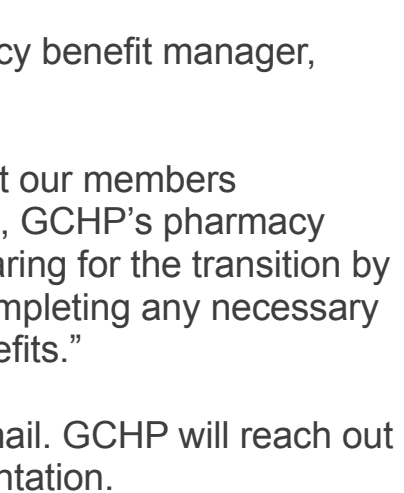 cy benefit manager,
t our members
, GCHP’s pharmacy
aring for the transition by
mpleting any necessary
efits.”
ail. GCHP will reach out
ntation.